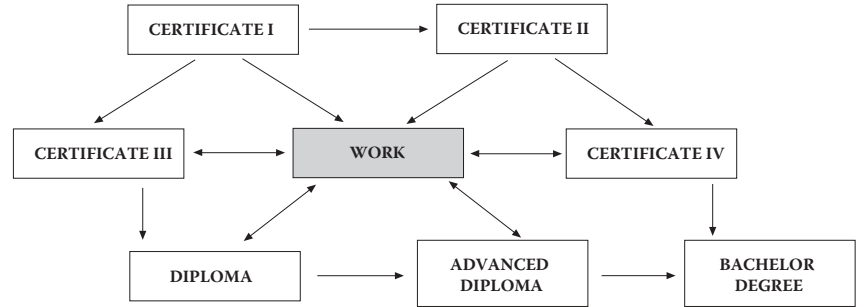 CERTIFICATE I
CERTIFICATE II
CERTIFICATE III
WORK
CERTIFICATE IV
DIPLOMA
ADVANCED
DIPLOMA
BACHELOR
DEGREE